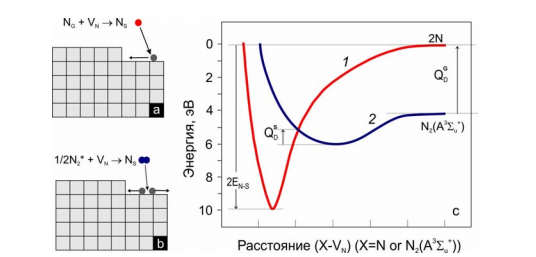 N_G + V_N → N_S
a
1/2N_2* + V_N → N_S
b
Энергия, эВ
0
2
4
6
8
10
1
2
2N
Q_D^G
N_2(A^3Σ_u^+)
Q_D^S
2E_N-S
c
Расстояние (X-V_N) (X=N or N_2(A^3Σ_u^+))